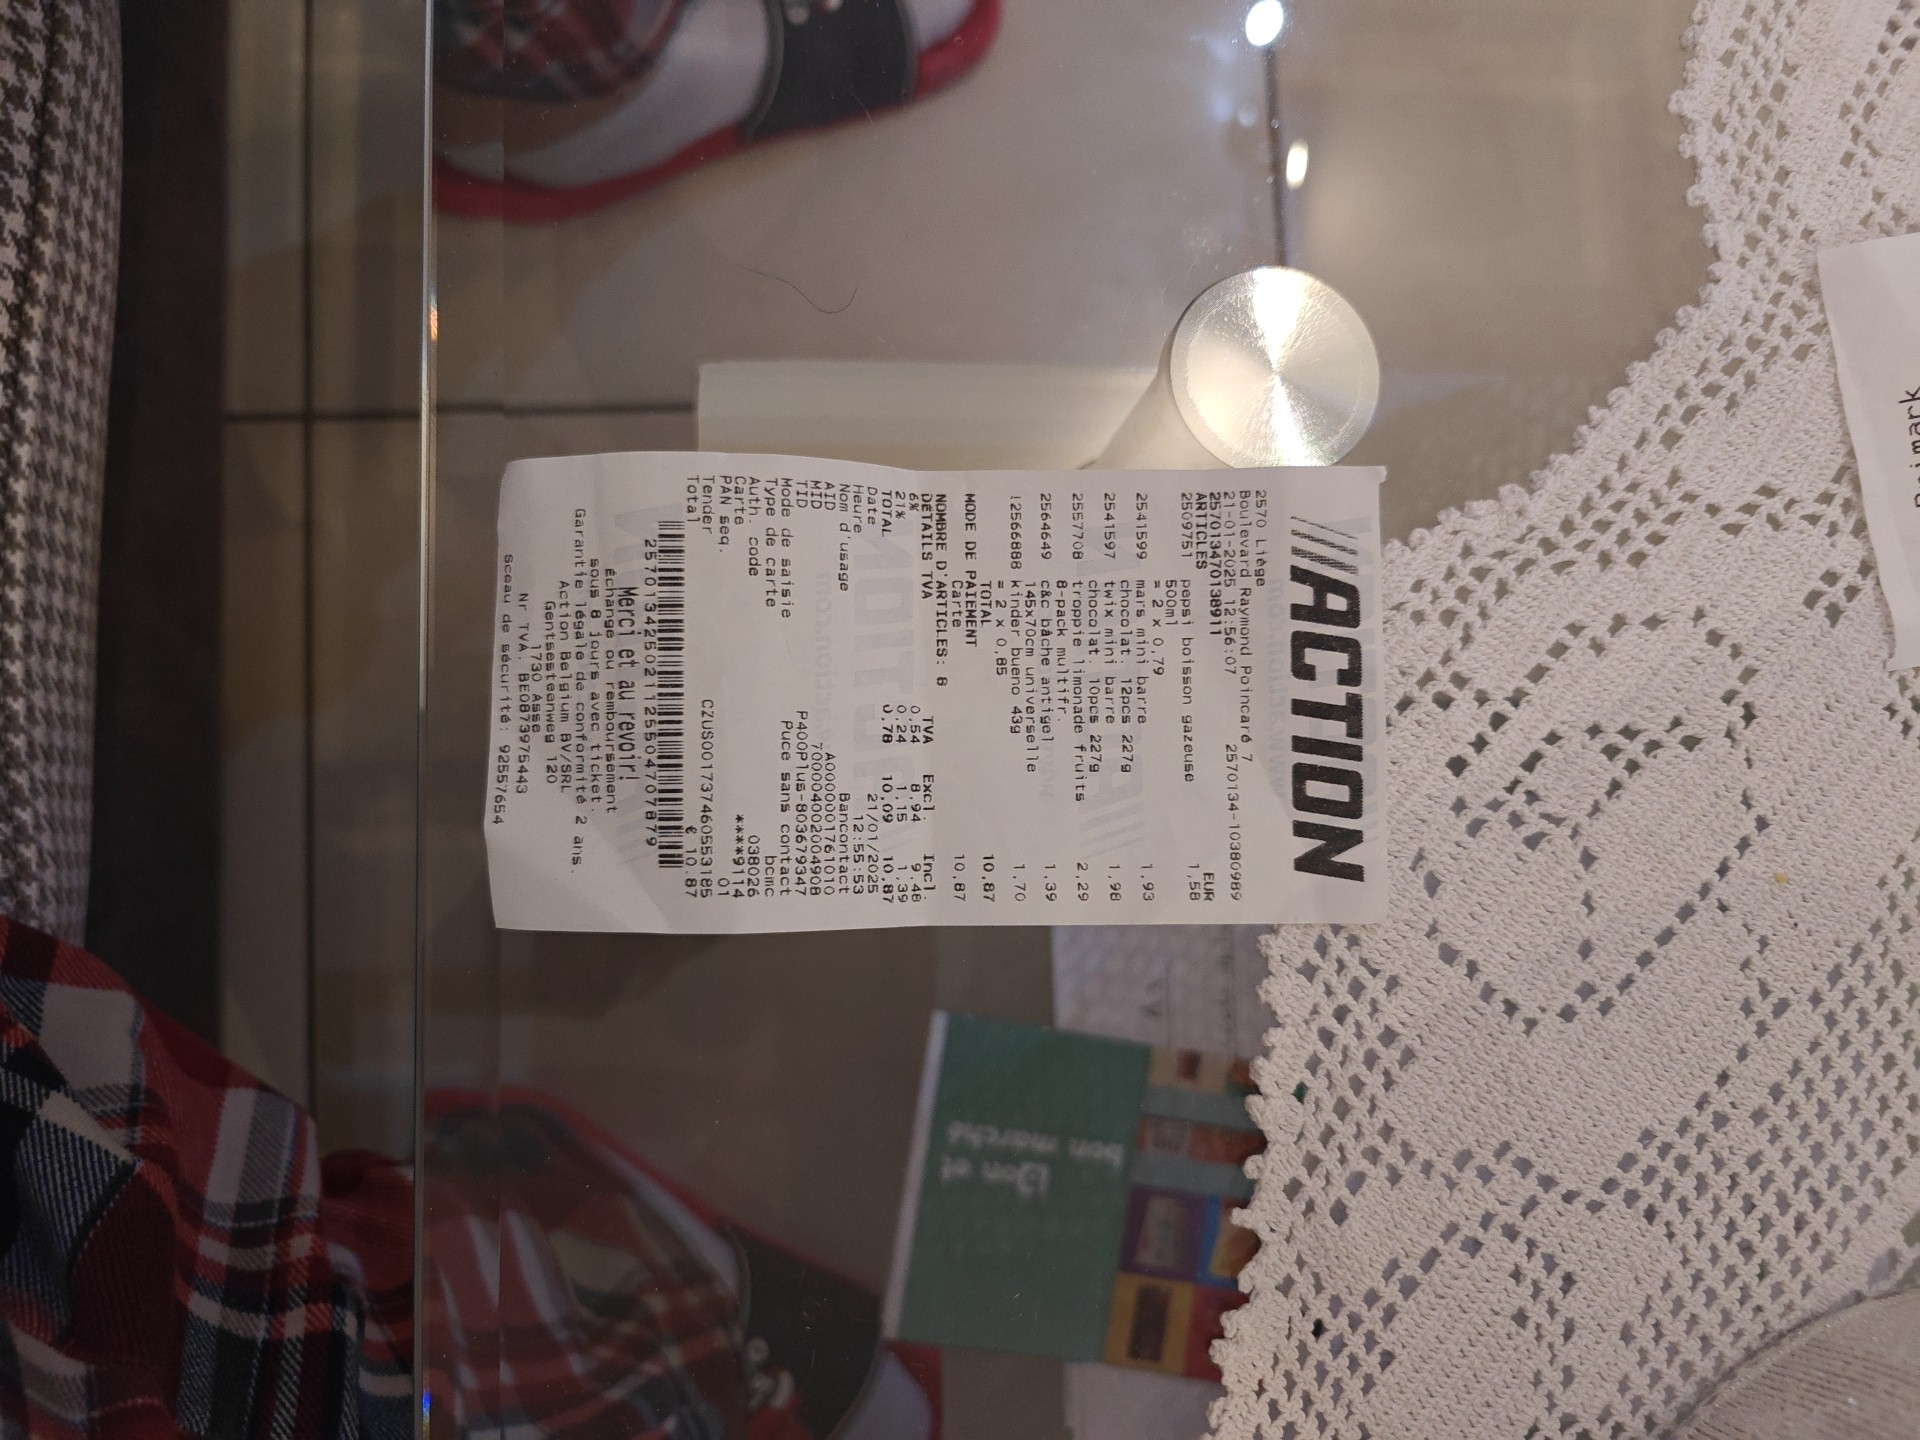 ACTION
2570 Liège
Boulevard Raymond Poincaré 7
21-01-2025 12:56:07 2570134-10380989
257013470138911
ARTICLES EUR
2509751 pepsi boisson gazeuse 1,58
500ml
= 2 x 0,79
2541599 mars mini barre 1,93
chocolat. 12pcs 227g
2541597 twix mini barre 1,98
chocolat. 10pcs 227g
2557708 troppie limonade fruits 2,29
8-pack multifr.
2564649 c&c bâche antigel 1,39
145x70cm universelle
!2566888 kinder bueno 43g 1,70
= 2 x 0,85
TOTAL 10,87
MODE DE PAIEMENT
Carte 10,87
NOMBRE D'ARTICLES: 8
DÉTAILS TVA TVA Excl. Incl.
6% 0,54 8,94 9,48
21% 0,24 1,15 1,39
TOTAL 0,78 10,09 10,87
Date 21/01/2025
Heure 12:55:53
Nom d'usage Bancontact
AID A0000001761010
MID 7000040020004908
TID P400Plus-803679347
Mode de saisie Puce sans contact
Type de carte bcmc
Auth. code 038026
Carte ****9114
PAN seq. 01
Tender CZUS001737460553185
Total € 10.87
2570134250211255047078 79
Merci et au revoir!
Échange ou remboursement
sous 8 jours avec ticket.
Garantie légale de conformité 2 ans.
Action Belgium BV/SRL
Gentsesteenweg 120
1730 Asse
Nr TVA. BE0873975443
Sceau de sécurité: 92557654
Bon et
bon marché